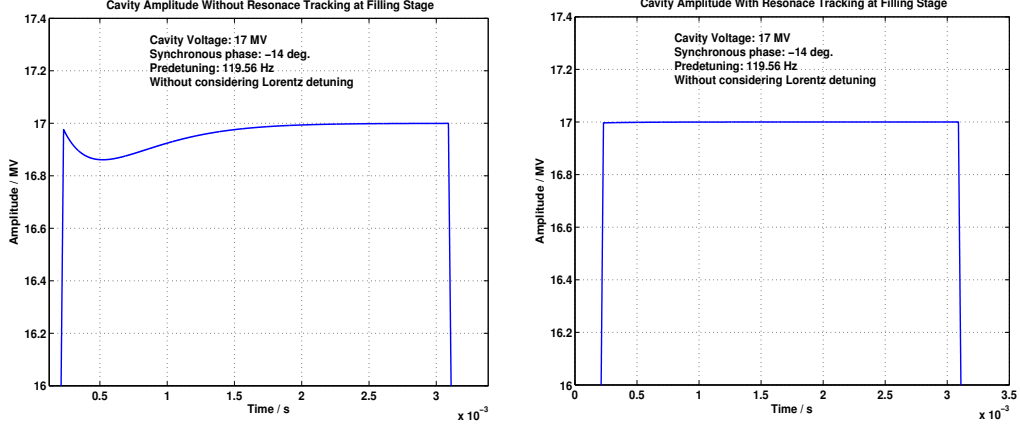 Cavity Amplitude Without Resonace Tracking at Filling Stage
17.4
17.2
17
16.8
16.6
16.4
16.2
16
Amplitude / MV
Cavity Voltage: 17 MV
Synchronous phase: −14 deg.
Predetuning: 119.56 Hz
Without considering Lorentz detuning
0.5
1
1.5
2
2.5
3
Time / s
x 10⁻³
Cavity Amplitude With Resonace Tracking at Filling Stage
17.4
17.2
17
16.8
16.6
16.4
16.2
16
Amplitude / MV
Cavity Voltage: 17 MV
Synchronous phase: −14 deg.
Predetuning: 119.56 Hz
Without considering Lorentz detuning
0
0.5
1
1.5
2
2.5
3
3.5
Time / s
x 10⁻³